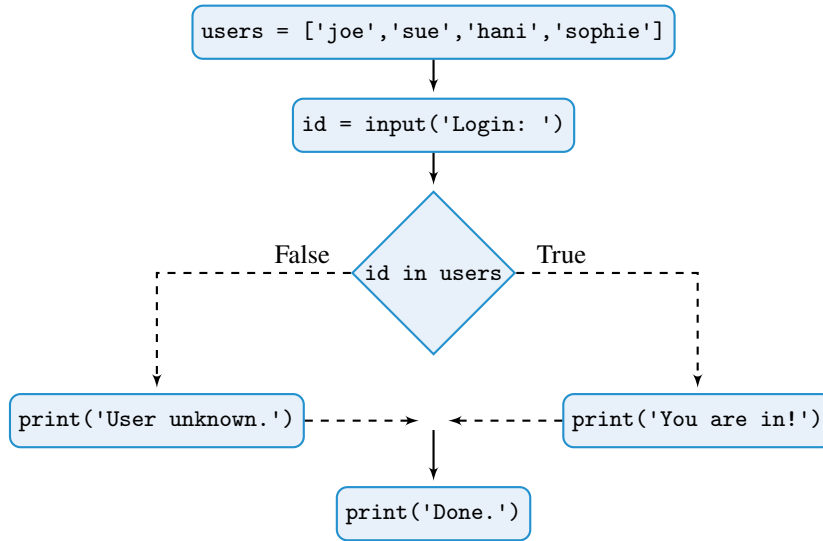 users = ['joe','sue','hani','sophie']
id = input('Login: ')
False
True
id in users
print('User unknown.')
print('You are in!')
print('Done.')